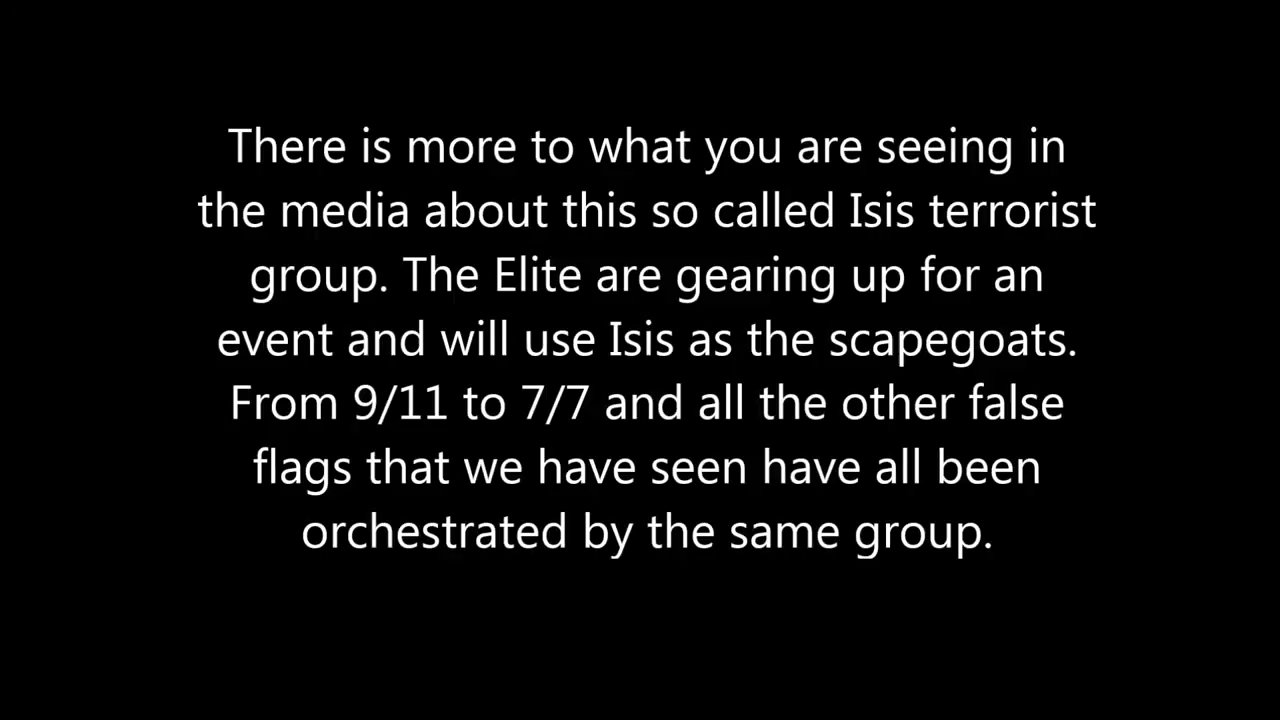 There is more to what you are seeing in
the media about this so called Isis terrorist
group. The Elite are gearing up for an
event and will use Isis as the scapegoats.
From 9/11 to 7/7 and all the other false
flags that we have seen have all been
orchestrated by the same group.